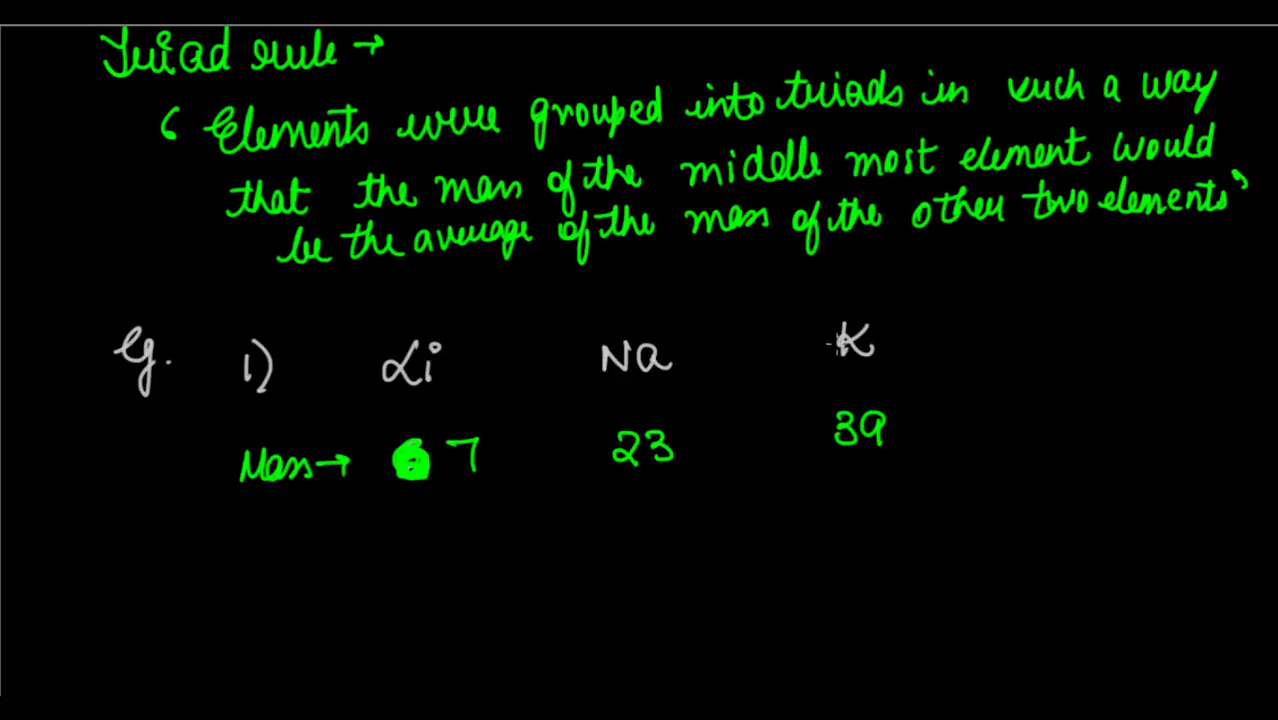 Triad rule →
‘ Elements were grouped into triads in such a way
that the mass of the middle most element would
be the average of the mass of the other two elements’
Eg. 1) Li Na K
Mass → 7 23 39